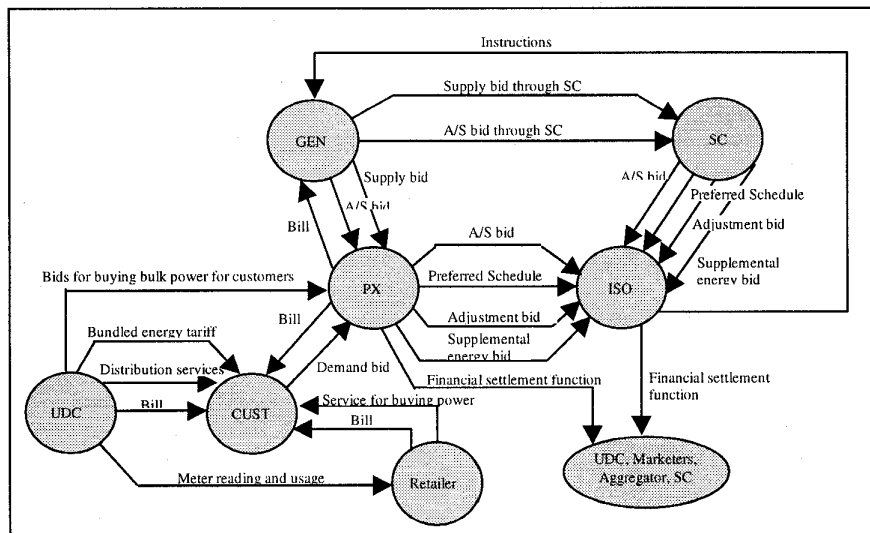 Instructions
Supply bid through SC
GEN
SC
A/S bid through SC
Supply bid
A/S bid
A/S bid
Preferred Schedule
Bill
A/S bid
Adjustment bid
Bids for buying bulk power for customers
PX
Preferred Schedule
ISO
Supplemental
energy bid
Bill
Adjustment bid
Bundled energy tariff
Supplemental
energy bid
Distribution services
Demand bid
Financial settlement function
Financial settlement
function
UDC
Bill
CUST
Service for buying power
Bill
UDC, Marketers,
Aggregator, SC
Meter reading and usage
Retailer